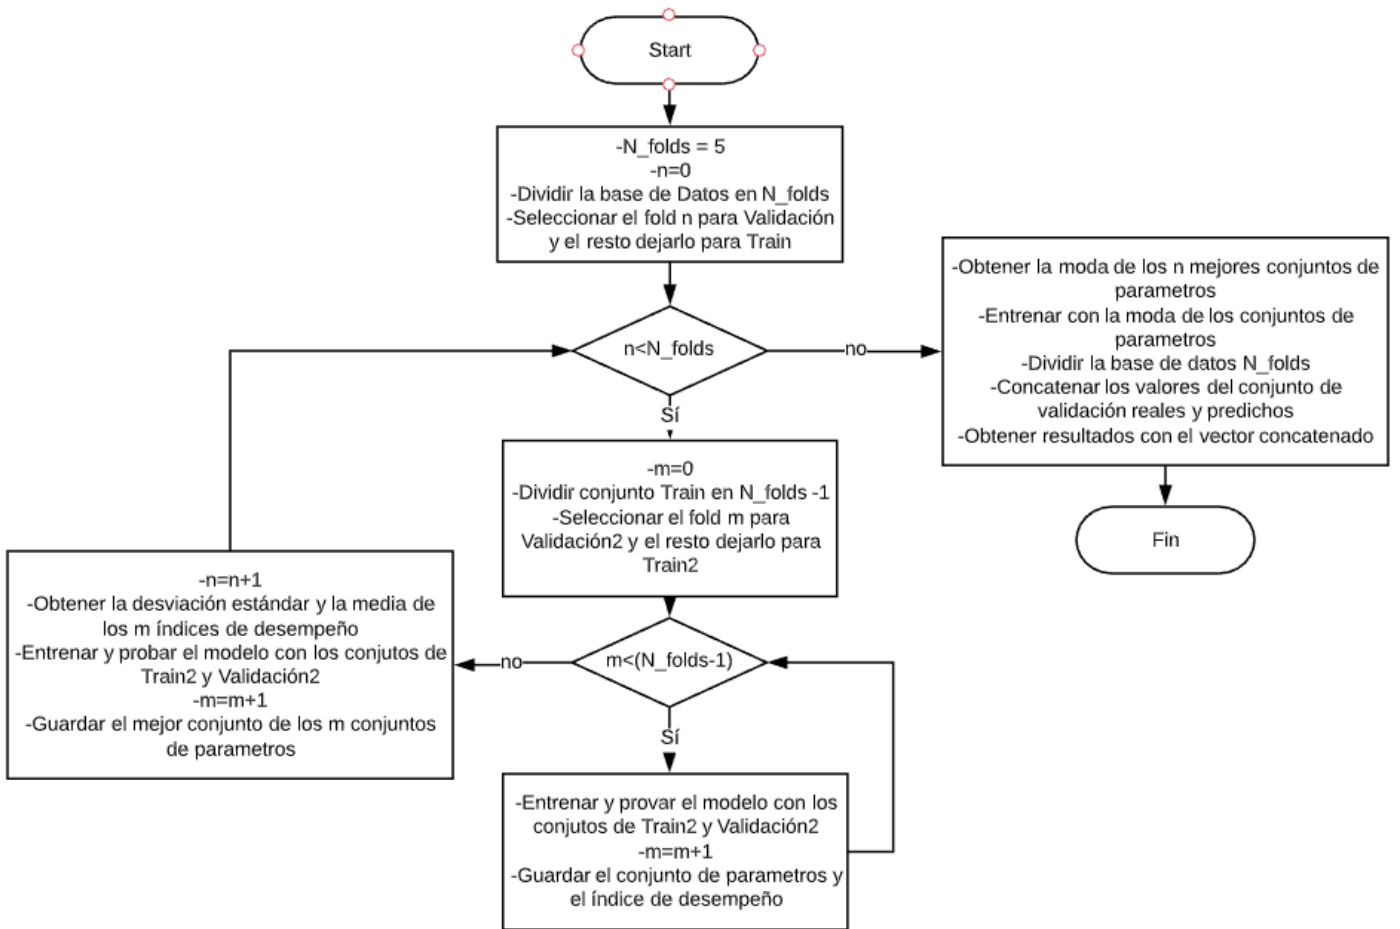 Start
-N_folds = 5
-n=0
-Dividir la base de Datos en N_folds
-Seleccionar el fold n para Validación
y el resto dejarlo para Train
n<N_folds
no
-Obtener la moda de los n mejores conjuntos de
parametros
-Entrenar con la moda de los conjuntos de
parametros
-Dividir la base de datos N_folds
-Concatenar los valores del conjunto de
validación reales y predichos
-Obtener resultados con el vector concatenado
Fin
Sí
-m=0
-Dividir conjunto Train en N_folds -1
-Seleccionar el fold m para
Validación2 y el resto dejarlo para
Train2
m<(N_folds-1)
no
-n=n+1
-Obtener la desviación estándar y la media de
los m índices de desempeño
-Entrenar y probar el modelo con los conjutos de
Train2 y Validación2
-m=m+1
-Guardar el mejor conjunto de los m conjuntos
de parametros
Sí
-Entrenar y provar el modelo con los
conjutos de Train2 y Validación2
-m=m+1
-Guardar el conjunto de parametros y
el índice de desempeño